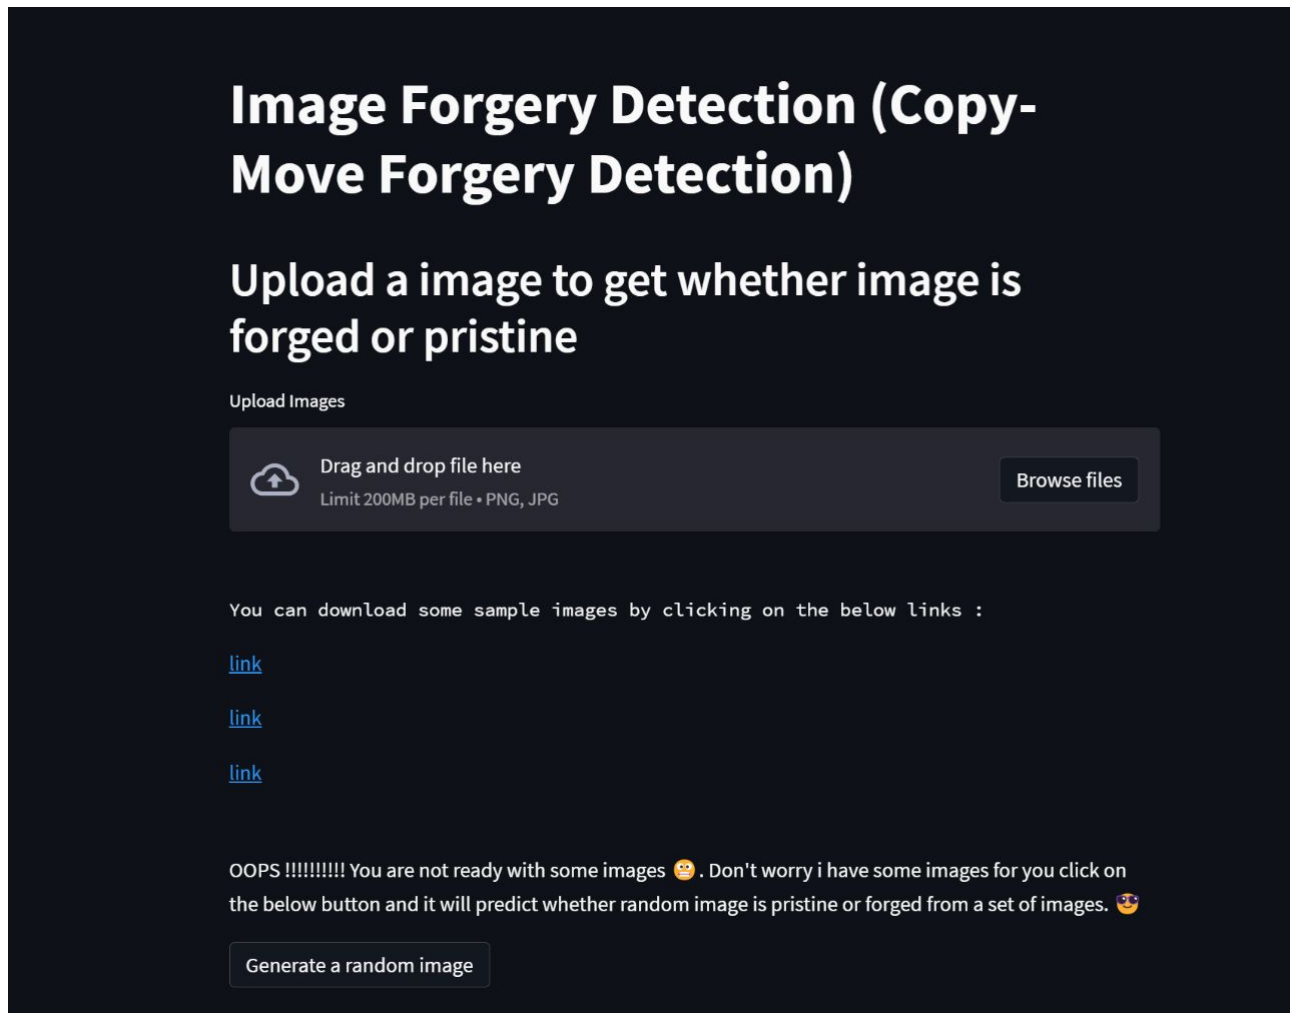 Image Forgery Detection (Copy-
Move Forgery Detection)
Upload a image to get whether image is
forged or pristine
Upload Images
Drag and drop file here
Limit 200MB per file • PNG, JPG
Browse files
You can download some sample images by clicking on the below links :
link
link
link
OOPS !!!!!!!!!! You are not ready with some images 😬 . Don't worry i have some images for you click on
the below button and it will predict whether random image is pristine or forged from a set of images. 😎
Generate a random image